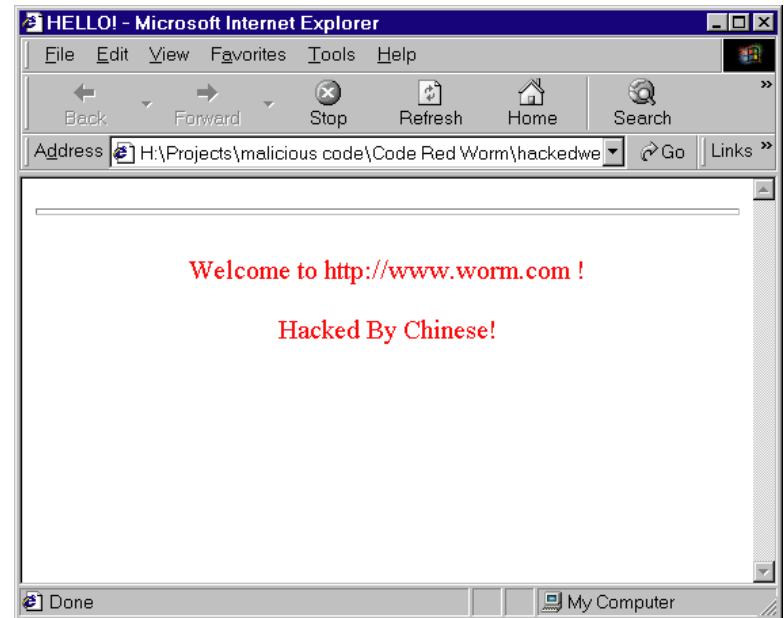 HELLO! - Microsoft Internet Explorer
File Edit View Favorites Tools Help
Back Forward Stop Refresh Home Search »
Address H:\Projects\malicious code\Code Red Worm\hackedwe Go Links »
Welcome to http://www.worm.com !
Hacked By Chinese!
Done My Computer